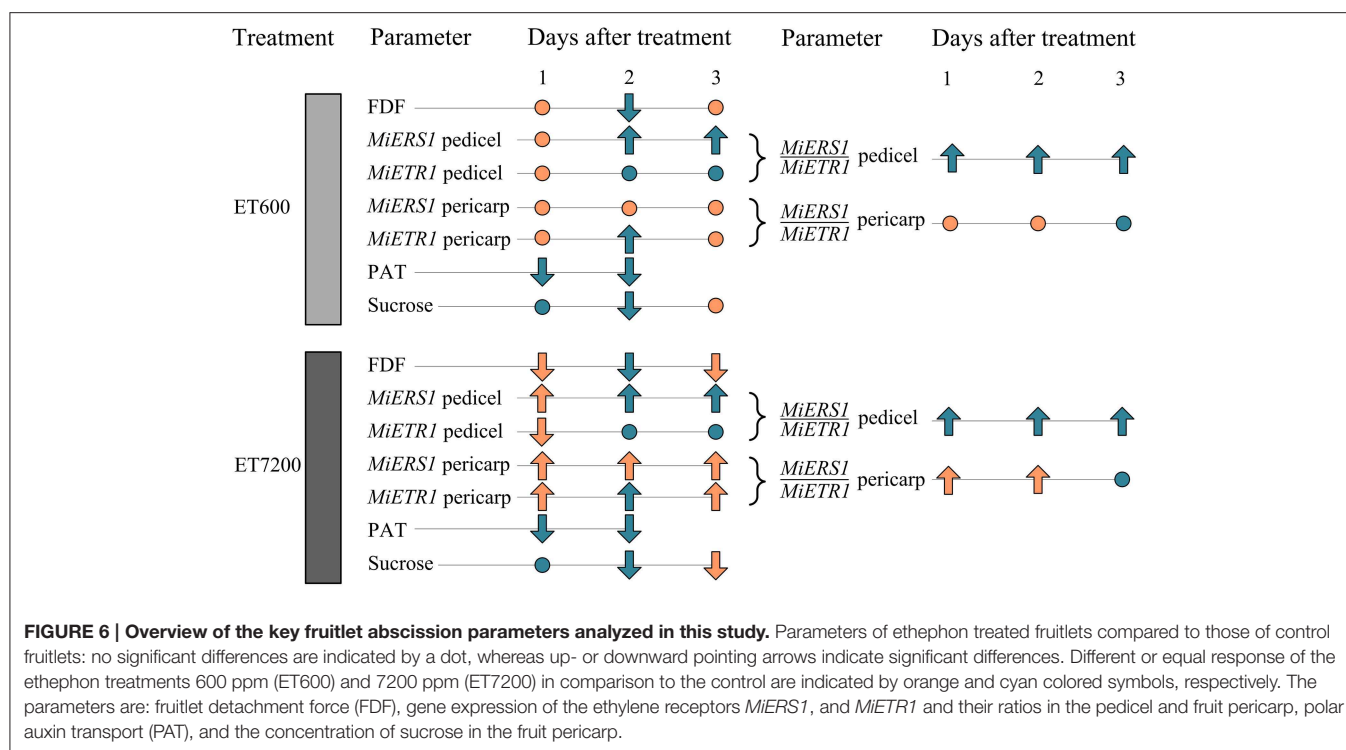 Treatment Parameter Days after treatment Parameter Days after treatment
1 2 3 1 2 3
ET600
FDF
MiERS1 pedicel
MiETR1 pedicel
MiERS1 pericarp
MiETR1 pericarp
PAT
Sucrose
MiERS1
MiETR1 pedicel
MiERS1
MiETR1 pericarp
ET7200
FDF
MiERS1 pedicel
MiETR1 pedicel
MiERS1 pericarp
MiETR1 pericarp
PAT
Sucrose
MiERS1
MiETR1 pedicel
MiERS1
MiETR1 pericarp
FIGURE 6 | Overview of the key fruitlet abscission parameters analyzed in this study. Parameters of ethephon treated fruitlets compared to those of control
fruitlets: no significant differences are indicated by a dot, whereas up- or downward pointing arrows indicate significant differences. Different or equal response of the
ethephon treatments 600 ppm (ET600) and 7200 ppm (ET7200) in comparison to the control are indicated by orange and cyan colored symbols, respectively. The
parameters are: fruitlet detachment force (FDF), gene expression of the ethylene receptors MiERS1, and MiETR1 and their ratios in the pedicel and fruit pericarp, polar
auxin transport (PAT), and the concentration of sucrose in the fruit pericarp.